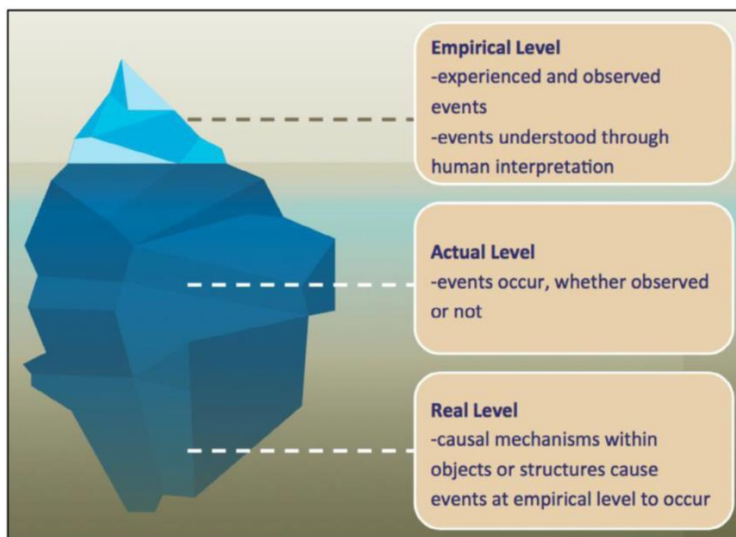 Empirical Level
-experienced and observed
events
-events understood through
human interpretation
Actual Level
-events occur, whether observed
or not
Real Level
-causal mechanisms within
objects or structures cause
events at empirical level to occur